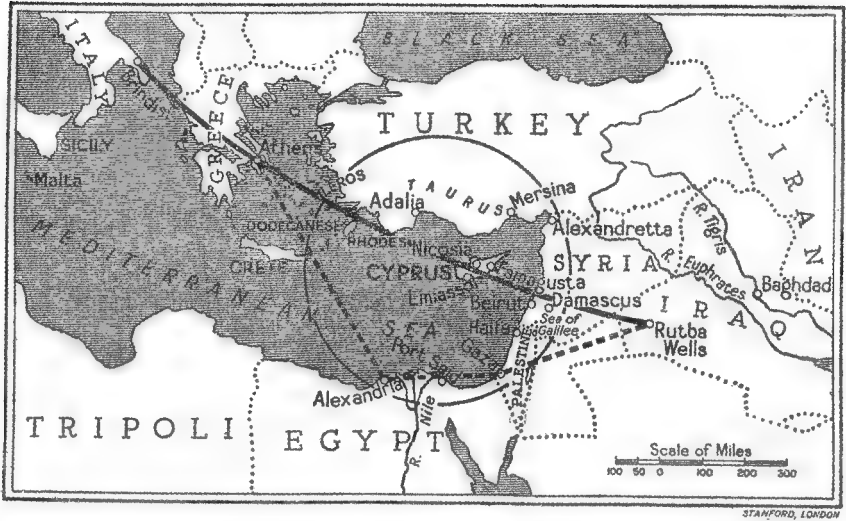 BLACK SEA
ITALY
Brindisi
GREECE
TURKEY
IRAN
SICILY
Athens
Malta
TAURUS
Adalia
Mersina
Alexandretta
R. Tigris
DODECANESE
RHODES
Nicosia
CRETE
CYPRUS
Famagusta
SYRIA
R. Euphrates
Baghdad
MEDITERRANEAN
SEA
Limassol
Beirut
Damascus
IRAQ
Haifa
Sea of
Galilee
Rutba
Wells
Port
Said
Gaza
PALESTINE
Alexandria
R. Nile
TRIPOLI
EGYPT
Scale of Miles
100 50 0 100 200 300
STANFORD, LONDON